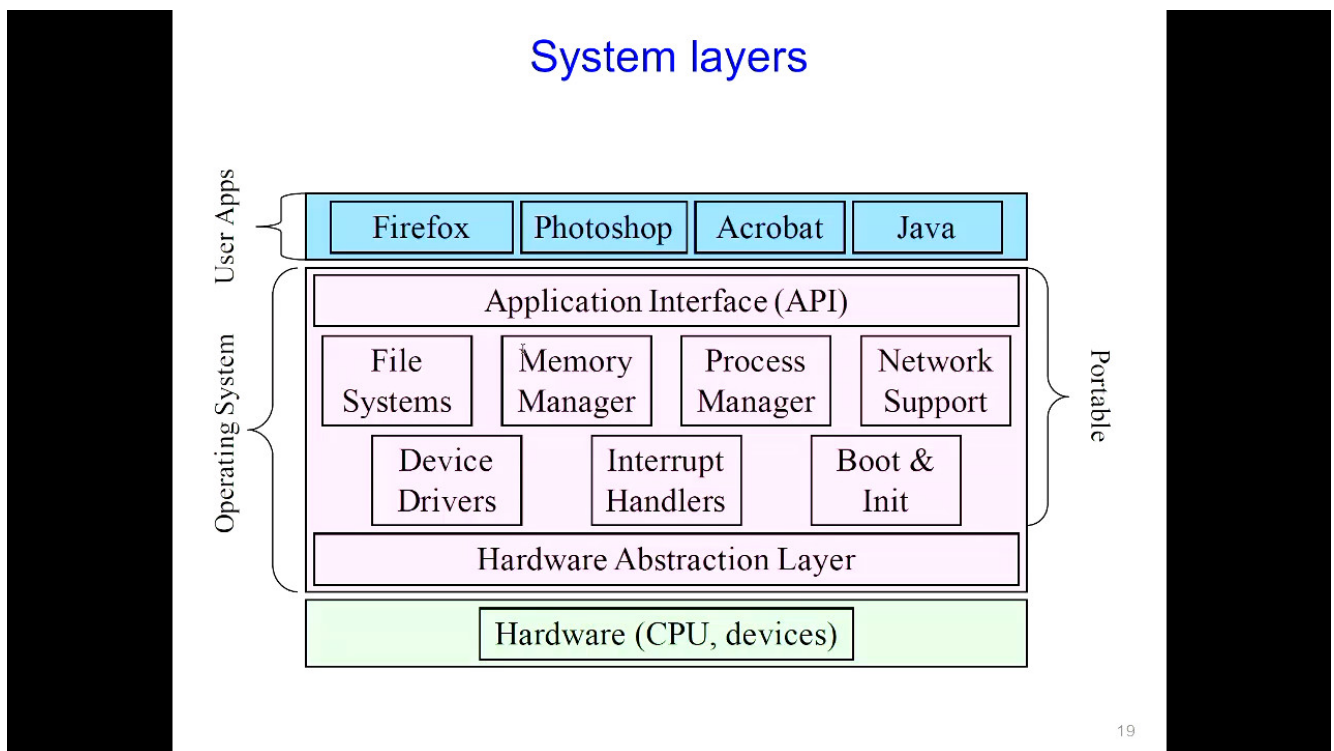 System layers
User Apps
Firefox
Photoshop
Acrobat
Java
Operating System
Application Interface (API)
File
Systems
Memory
Manager
Process
Manager
Network
Support
Device
Drivers
Interrupt
Handlers
Boot &
Init
Hardware Abstraction Layer
Portable
Hardware (CPU, devices)
19